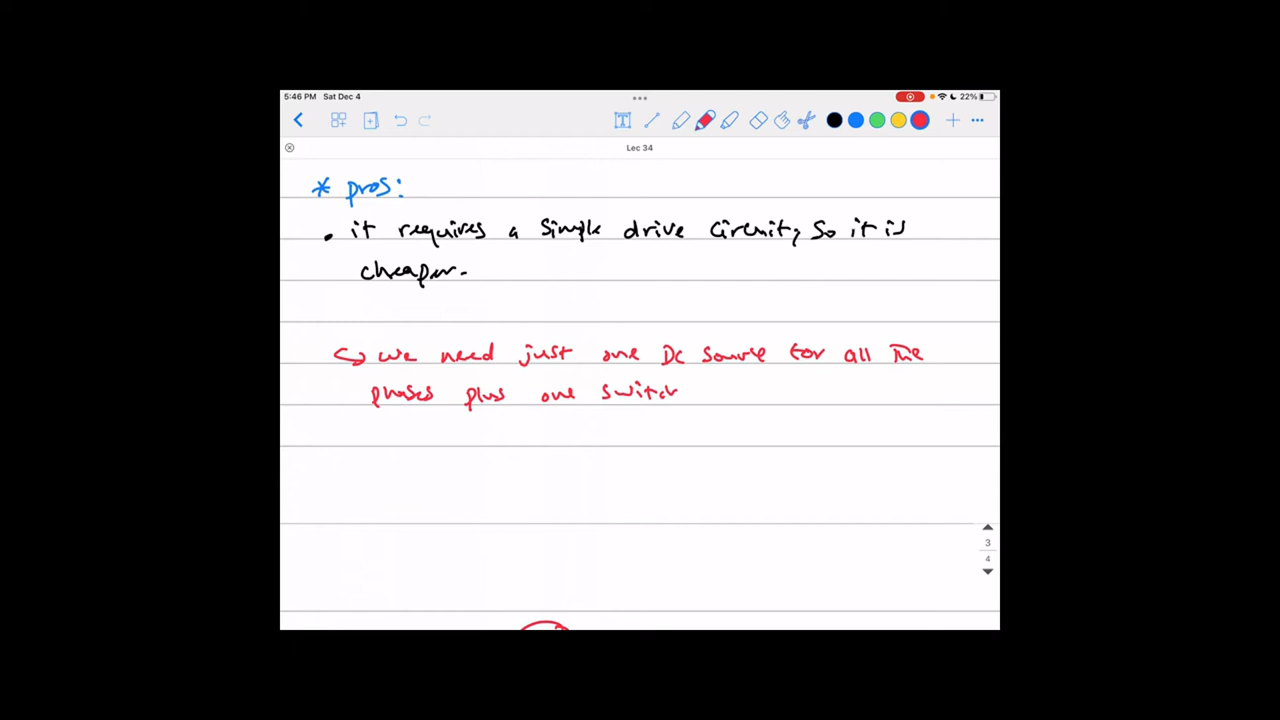 5:46 PM Sat Dec 4
22%
Lec 34
* pros:
• it requires a simple drive circuit, so it is
cheaper.
↪ we need just one DC source for all the
phases plus one switch
3
4